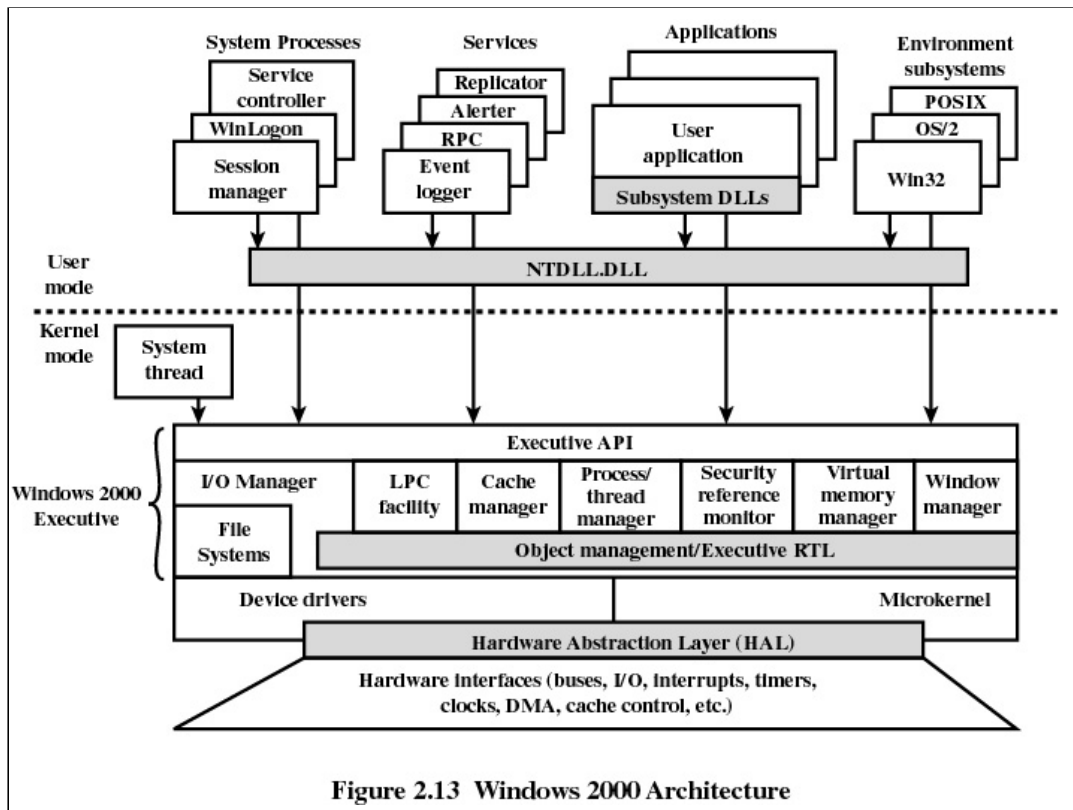 System Processes
Service
controller
WinLogon
Session
manager
Services
Replicator
Alerter
RPC
Event
logger
Applications
User
application
Subsystem DLLs
Environment
subsystems
POSIX
OS/2
Win32
User
mode
NTDLL.DLL
Kernel
mode
System
thread
Windows 2000
Executive
Executive API
I/O Manager
File
Systems
LPC
facility
Cache
manager
Process/
thread
manager
Security
reference
monitor
Virtual
memory
manager
Window
manager
Object management/Executive RTL
Device drivers
Microkernel
Hardware Abstraction Layer (HAL)
Hardware interfaces (buses, I/O, interrupts, timers,
clocks, DMA, cache control, etc.)
Figure 2.13 Windows 2000 Architecture